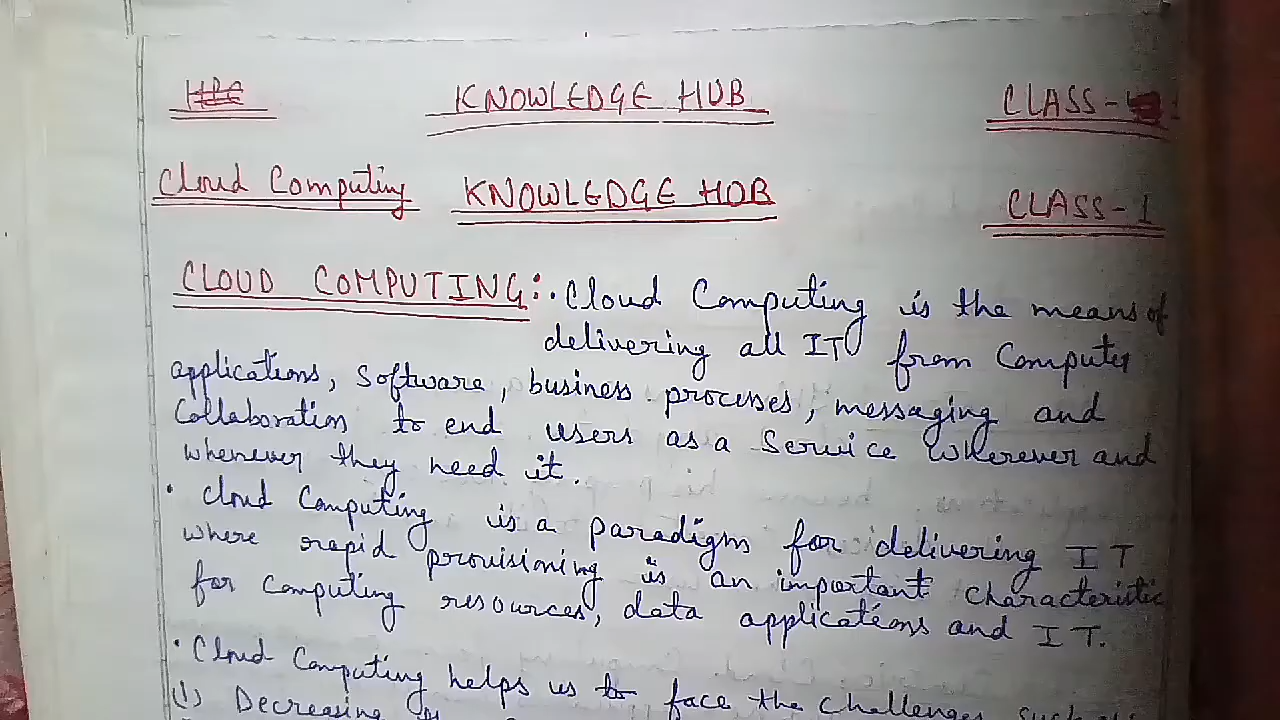 HPC KNOWLEDGE HUB CLASS-
Cloud Computing KNOWLEDGE HUB CLASS-1
CLOUD COMPUTING:• Cloud Computing is the means of
delivering all IT from Computer
applications, software, business processes, messaging and
Collaboration to end users as a Service wherever and
whenever they need it.
• Cloud Computing is a paradigm for delivering IT
where rapid provisioning is an important characteristic
for Computing resources, data applications and IT.
• Cloud Computing helps us to face the challenges such as
(1) Decreasing